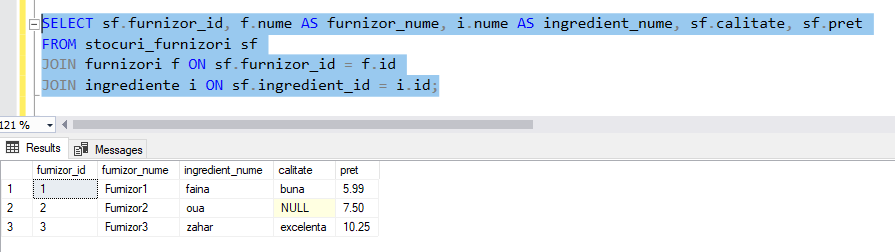 SELECT sf.furnizor_id, f.nume AS furnizor_nume, i.nume AS ingredient_nume, sf.calitate, sf.pret
FROM stocuri_furnizori sf
JOIN furnizori f ON sf.furnizor_id = f.id
JOIN ingrediente i ON sf.ingredient_id = i.id;
121 %
Results Messages
furnizor_id furnizor_nume ingredient_nume calitate pret
1 1 Furnizor1 faina buna 5.99
2 2 Furnizor2 oua NULL 7.50
3 3 Furnizor3 zahar excelenta 10.25